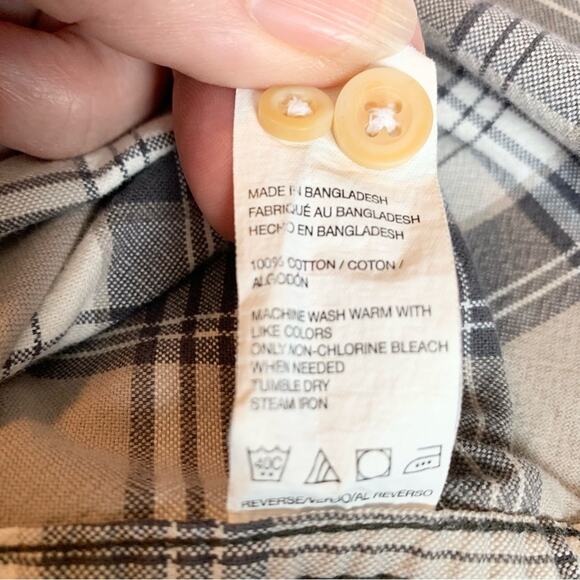 MADE IN BANGLADESH
FABRIQUÉ AU BANGLADESH
HECHO EN BANGLADESH
100% COTTON / COTON /
ALGODÓN
MACHINE WASH WARM WITH
LIKE COLORS
ONLY NON-CHLORINE BLEACH
WHEN NEEDED
TUMBLE DRY
STEAM IRON
40C
REVERSE/VERSO/AL REVERSO